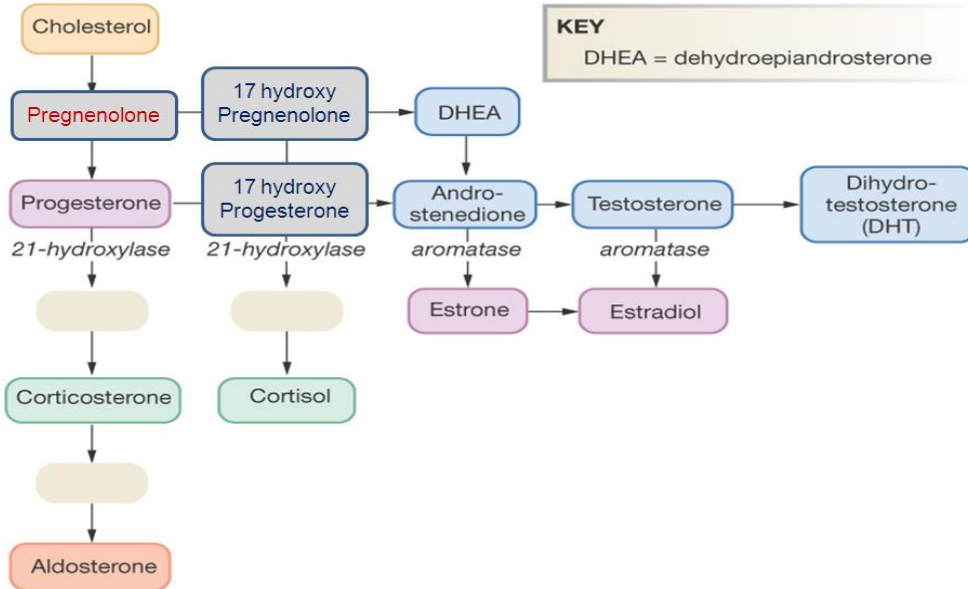 Cholesterol
KEY
DHEA = dehydroepiandrosterone
Pregnenolone
17 hydroxy
Pregnenolone
DHEA
Progesterone
17 hydroxy
Progesterone
Andro-
stenedione
Testosterone
Dihydro-
testosterone
(DHT)
21-hydroxylase
21-hydroxylase
aromatase
aromatase
Estrone
Estradiol
Corticosterone
Cortisol
Aldosterone